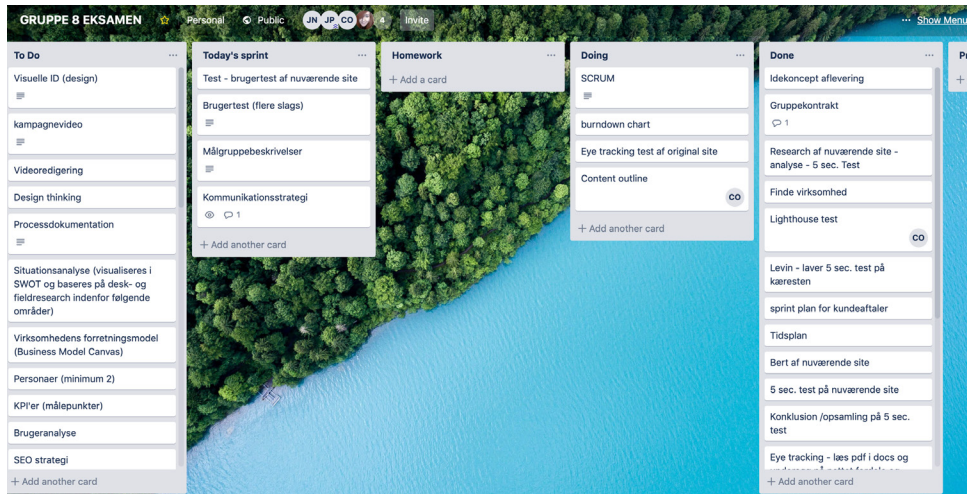 GRUPPE 8 EKSAMEN
Personal
Public
JN
JP
CO
4
Invite
... Show Menu
To Do
Visuelle ID (design)
kampagnevideo
Videoredigering
Design thinking
Processdokumentation
Situationsanalyse (visualiseres i
SWOT og baseres på desk- og
fieldresearch indenfor følgende
områder)
Virksomhedens forretningsmodel
(Business Model Canvas)
Personaer (minimum 2)
KPI'er (målepunkter)
Brugeranalyse
SEO strategi
+ Add another card
Today's sprint
Test - brugertest af nuværende site
Brugertest (flere slags)
Målgruppebeskrivelser
Kommunikationsstrategi
1
+ Add another card
Homework
+ Add a card
Doing
SCRUM
burndown chart
Eye tracking test af original site
Content outline
CO
+ Add another card
Done
Idekoncept aflevering
Gruppekontrakt
1
Research af nuværende site -
analyse - 5 sec. Test
Finde virksomhed
Lighthouse test
CO
Levin - laver 5 sec. test på
kæresten
sprint plan for kundeaftaler
Tidsplan
Bert af nuværende site
5 sec. test på nuværende site
Konklusion /opsamling på 5 sec.
test
Eye tracking - læs pdf i docs og
+ Add another card